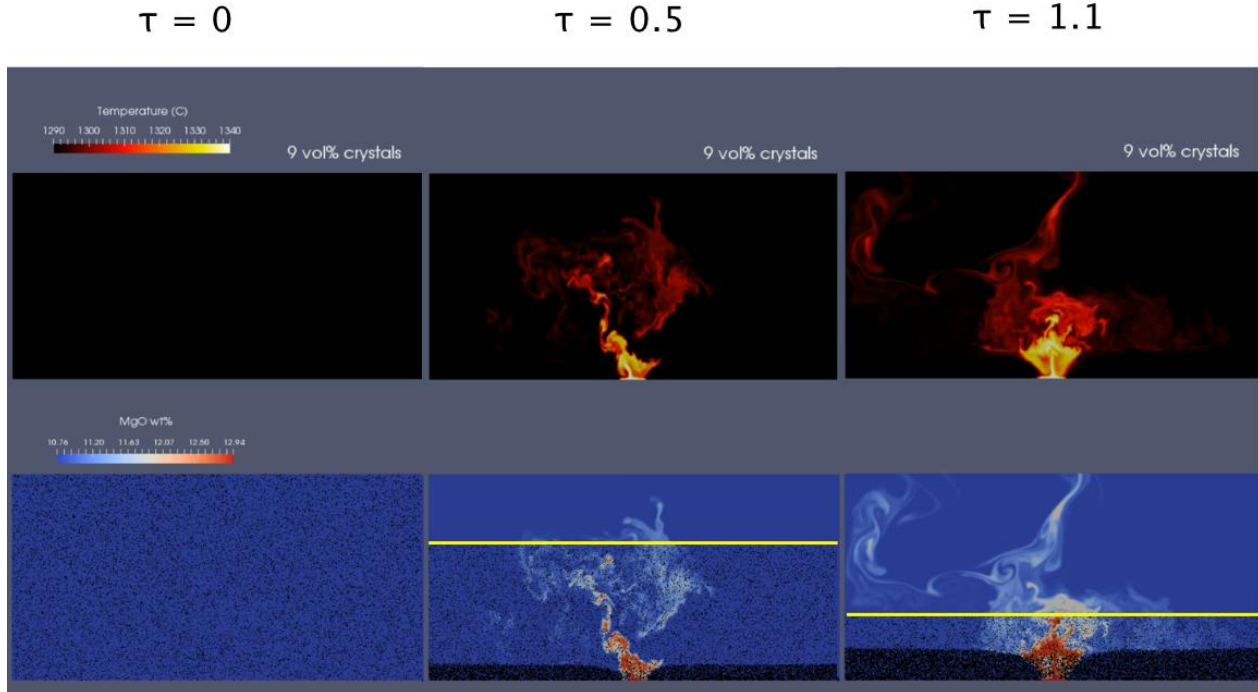 τ = 0 τ = 0.5 τ = 1.1
Temperature (C)
1290 1300 1310 1320 1330 1340
9 vol% crystals 9 vol% crystals 9 vol% crystals
MgO wt%
10.76 11.20 11.63 12.07 12.50 12.94